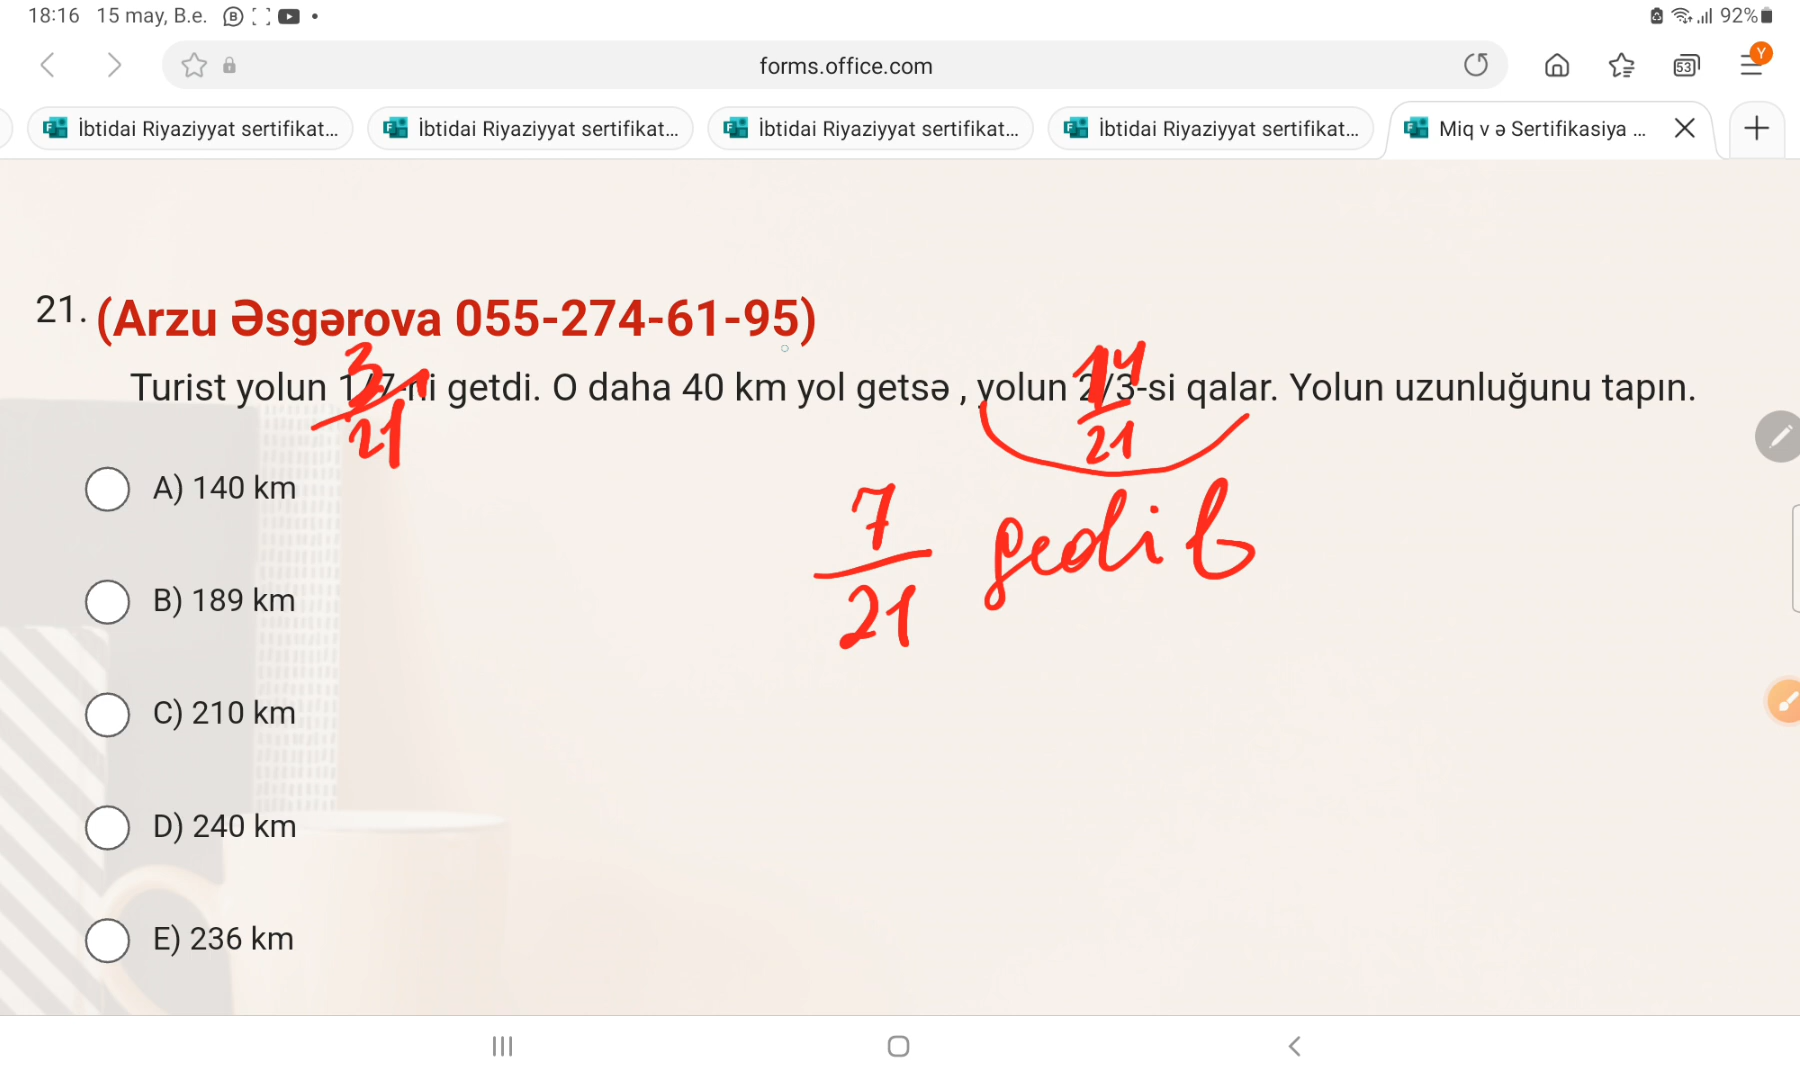 18:16 15 may, B.e. 92%
forms.office.com 53 Y
İbtidai Riyaziyyat sertifikat... İbtidai Riyaziyyat sertifikat... İbtidai Riyaziyyat sertifikat... İbtidai Riyaziyyat sertifikat... Miq v ə Sertifikasiya ...
21. (Arzu Əsgərova 055-274-61-95)
3 14
Turist yolun 1/7-ni getdi. O daha 40 km yol getsə , yolun 2/3-si qalar. Yolun uzunluğunu tapın.
21 21
A) 140 km
7 gedib
21
B) 189 km
C) 210 km
D) 240 km
E) 236 km